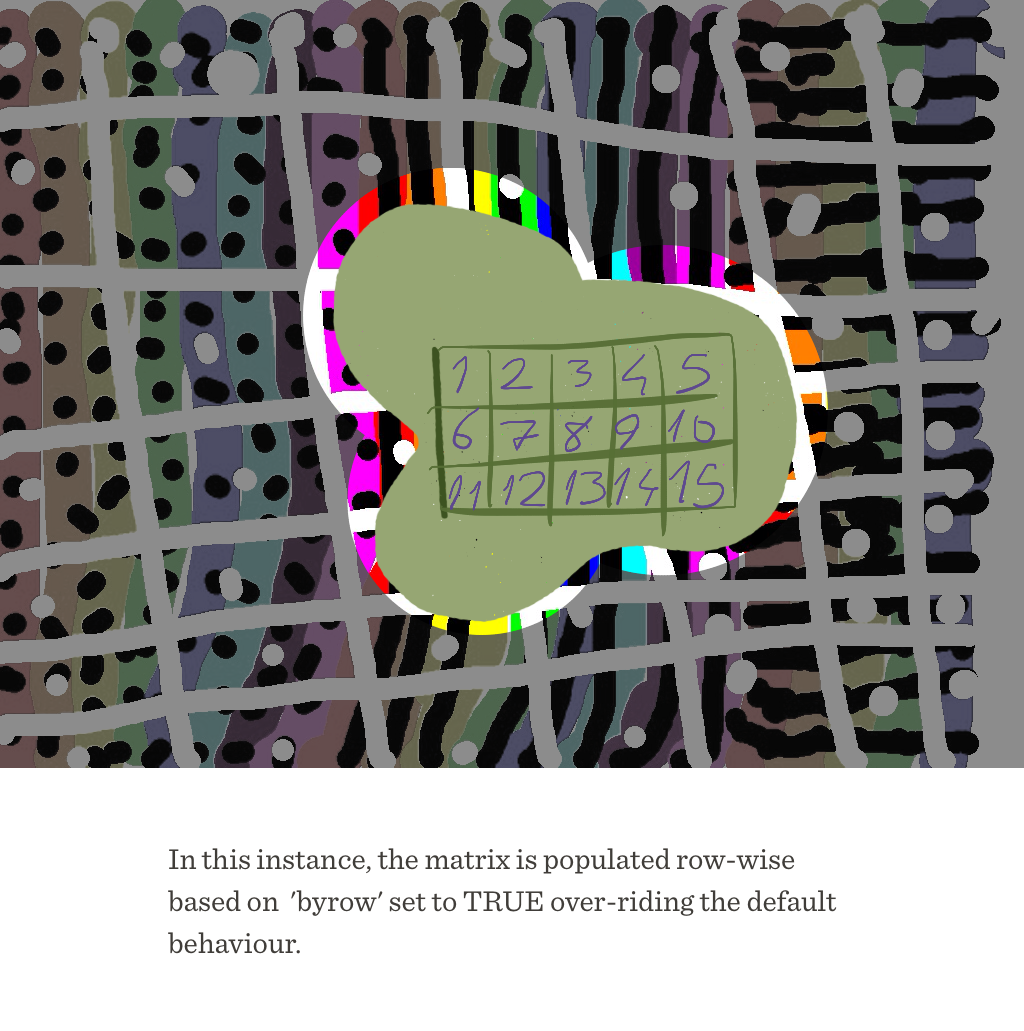 1 2 3 4 5
6 7 8 9 10
11 12 13 14 15
In this instance, the matrix is populated row-wise
based on 'byrow' set to TRUE over-riding the default
behaviour.